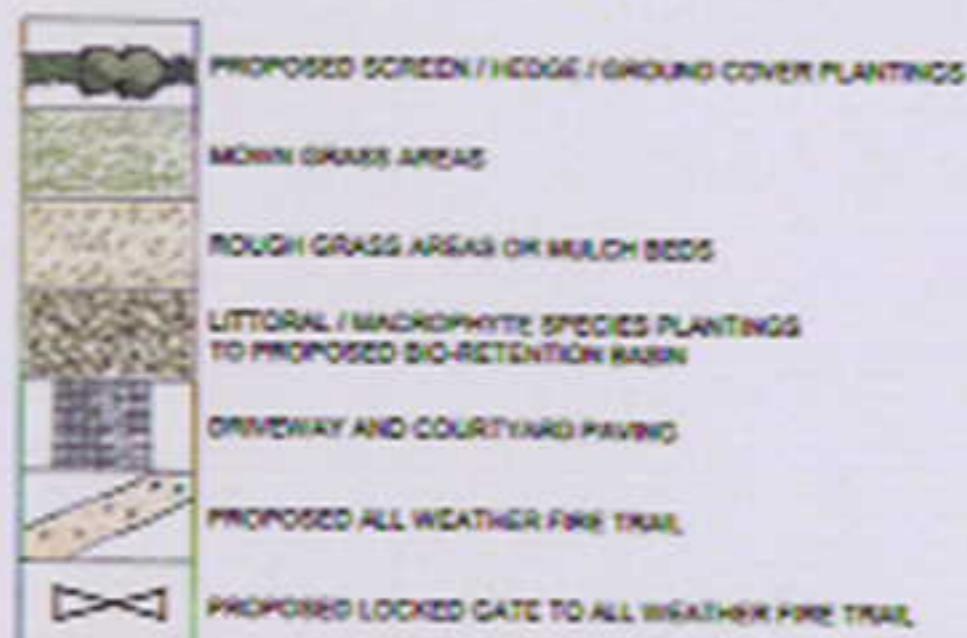 PROPOSED SCREEN / HEDGE / GROUND COVER PLANTINGS
MOWN GRASS AREAS
ROUGH GRASS AREAS OR MULCH BEDS
LITTORAL / MACROPHYTE SPECIES PLANTINGS
TO PROPOSED BIO-RETENTION BASIN
DRIVEWAY AND COURTYARD PAVING
PROPOSED ALL WEATHER FIRE TRAIL
PROPOSED LOCKED GATE TO ALL WEATHER FIRE TRAIL